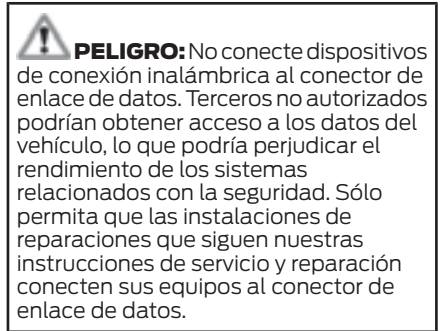 PELIGRO: No conecte dispositivos
de conexión inalámbrica al conector de
enlace de datos. Terceros no autorizados
podrían obtener acceso a los datos del
vehículo, lo que podría perjudicar el
rendimiento de los sistemas
relacionados con la seguridad. Sólo
permita que las instalaciones de
reparaciones que siguen nuestras
instrucciones de servicio y reparación
conecten sus equipos al conector de
enlace de datos.